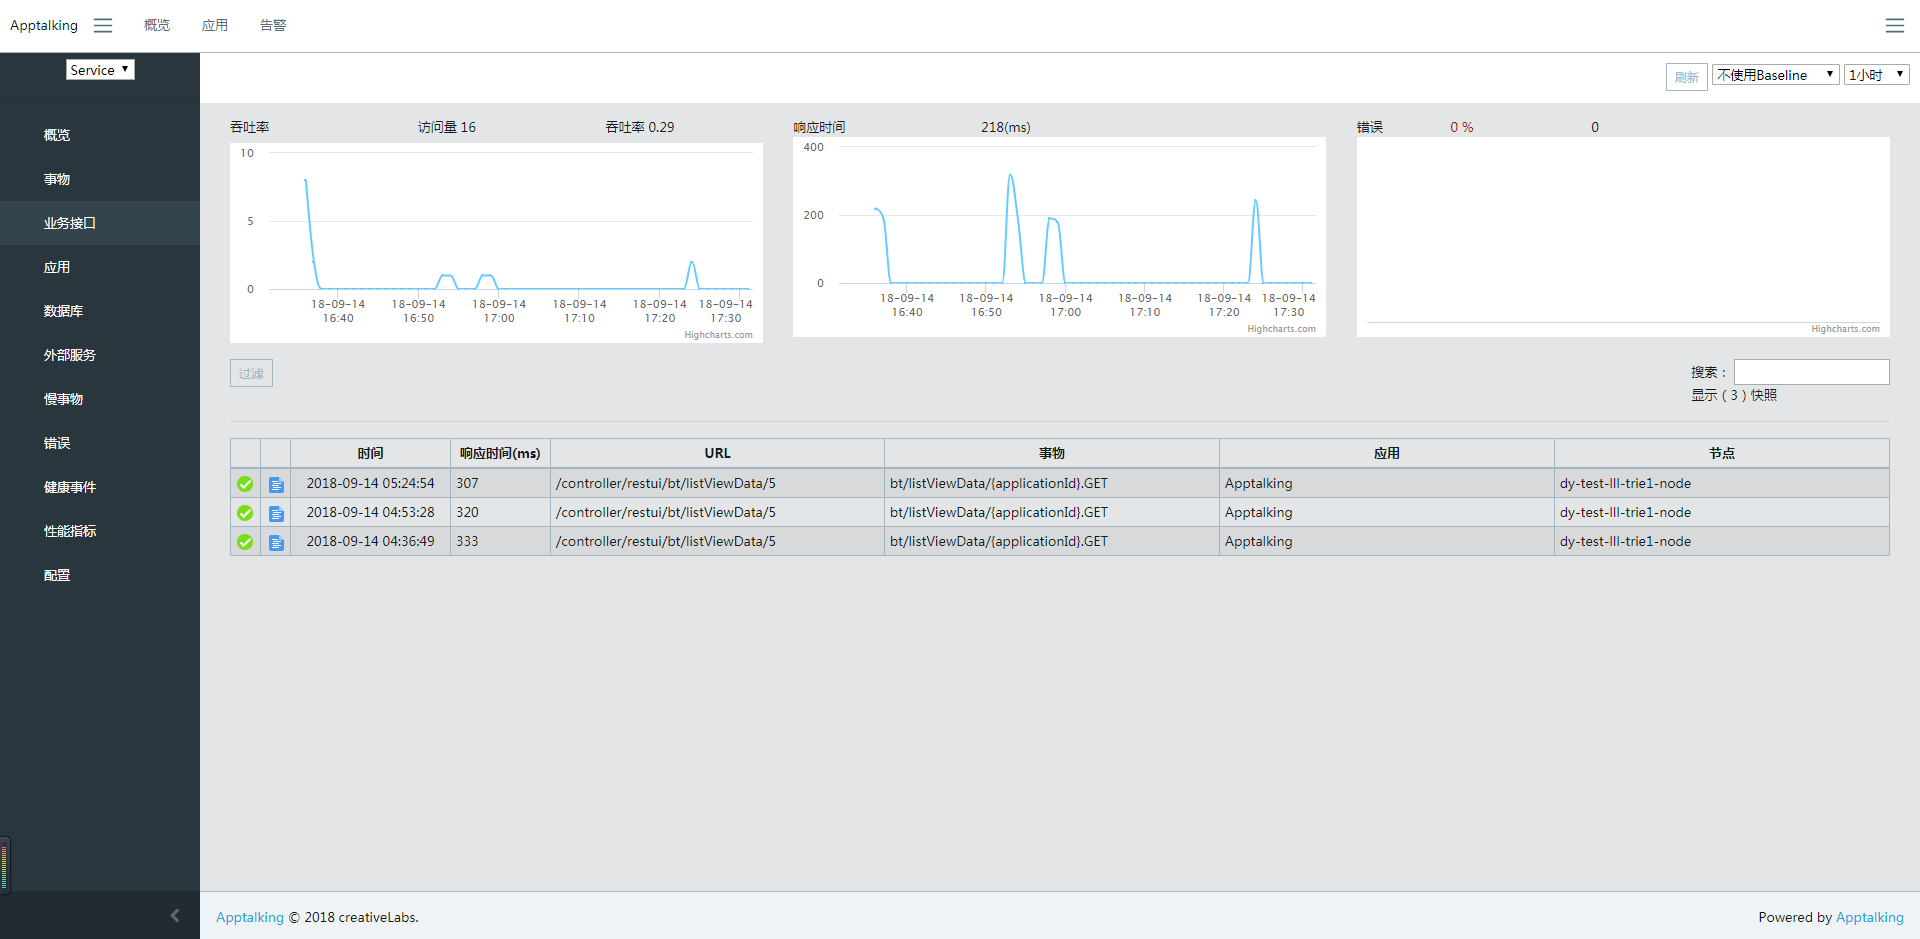 Apptalking 概览 应用 告警
Service
刷新 不使用Baseline 1小时
概览
事物
业务接口
应用
数据库
外部服务
慢事物
错误
健康事件
性能指标
配置
吞吐率 访问量 16 吞吐率 0.29
10
5
0
18-09-14 18-09-14 18-09-14 18-09-14 18-09-14 18-09-14
16:40 16:50 17:00 17:10 17:20 17:30
Highcharts.com
响应时间 218(ms)
400
200
0
18-09-14 18-09-14 18-09-14 18-09-14 18-09-14 18-09-14
16:40 16:50 17:00 17:10 17:20 17:30
Highcharts.com
错误 0 % 0
Highcharts.com
过滤
搜索：
显示 ( 3 ) 快照
时间 响应时间(ms) URL 事物 应用 节点
2018-09-14 05:24:54 307 /controller/restui/bt/listViewData/5 bt/listViewData/{applicationId}.GET Apptalking dy-test-lll-trie1-node
2018-09-14 04:53:28 320 /controller/restui/bt/listViewData/5 bt/listViewData/{applicationId}.GET Apptalking dy-test-lll-trie1-node
2018-09-14 04:36:49 333 /controller/restui/bt/listViewData/5 bt/listViewData/{applicationId}.GET Apptalking dy-test-lll-trie1-node
Apptalking © 2018 creativeLabs.
Powered by Apptalking